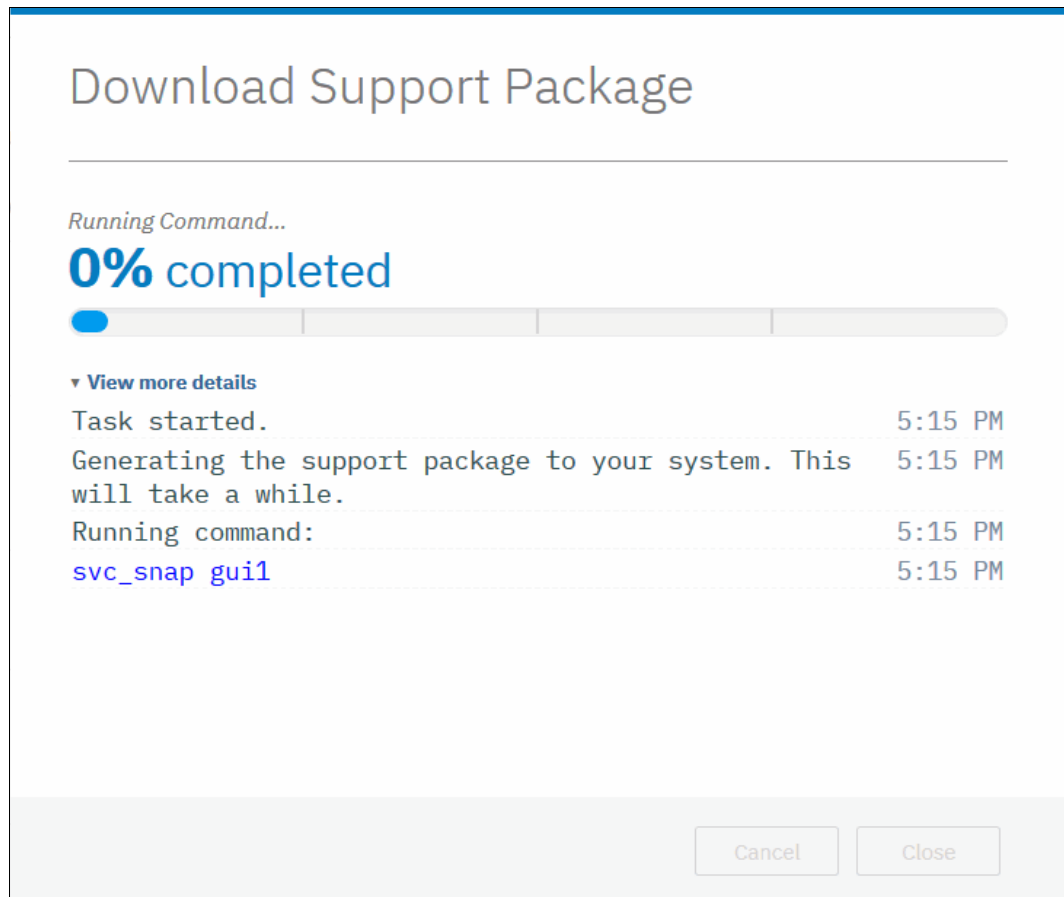 Download Support Package
Running Command...
0% completed
▾ View more details
Task started. 5:15 PM
Generating the support package to your system. This 5:15 PM
will take a while.
Running command: 5:15 PM
svc_snap gui1 5:15 PM
Cancel Close